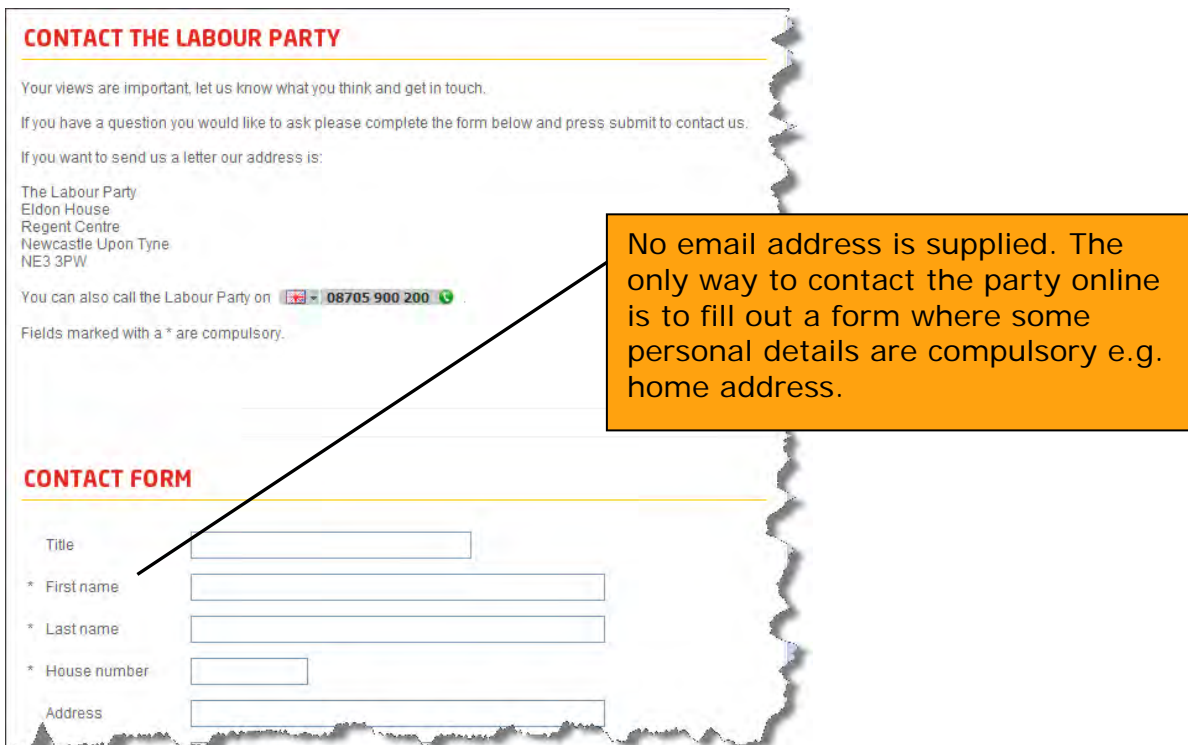 CONTACT THE LABOUR PARTY
Your views are important, let us know what you think and get in touch.
If you have a question you would like to ask please complete the form below and press submit to contact us.
If you want to send us a letter our address is:
The Labour Party
Eldon House
Regent Centre
Newcastle Upon Tyne
NE3 3PW
You can also call the Labour Party on 08705 900 200 .
Fields marked with a * are compulsory.
No email address is supplied. The
only way to contact the party online
is to fill out a form where some
personal details are compulsory e.g.
home address.
CONTACT FORM
Title
* First name
* Last name
* House number
Address